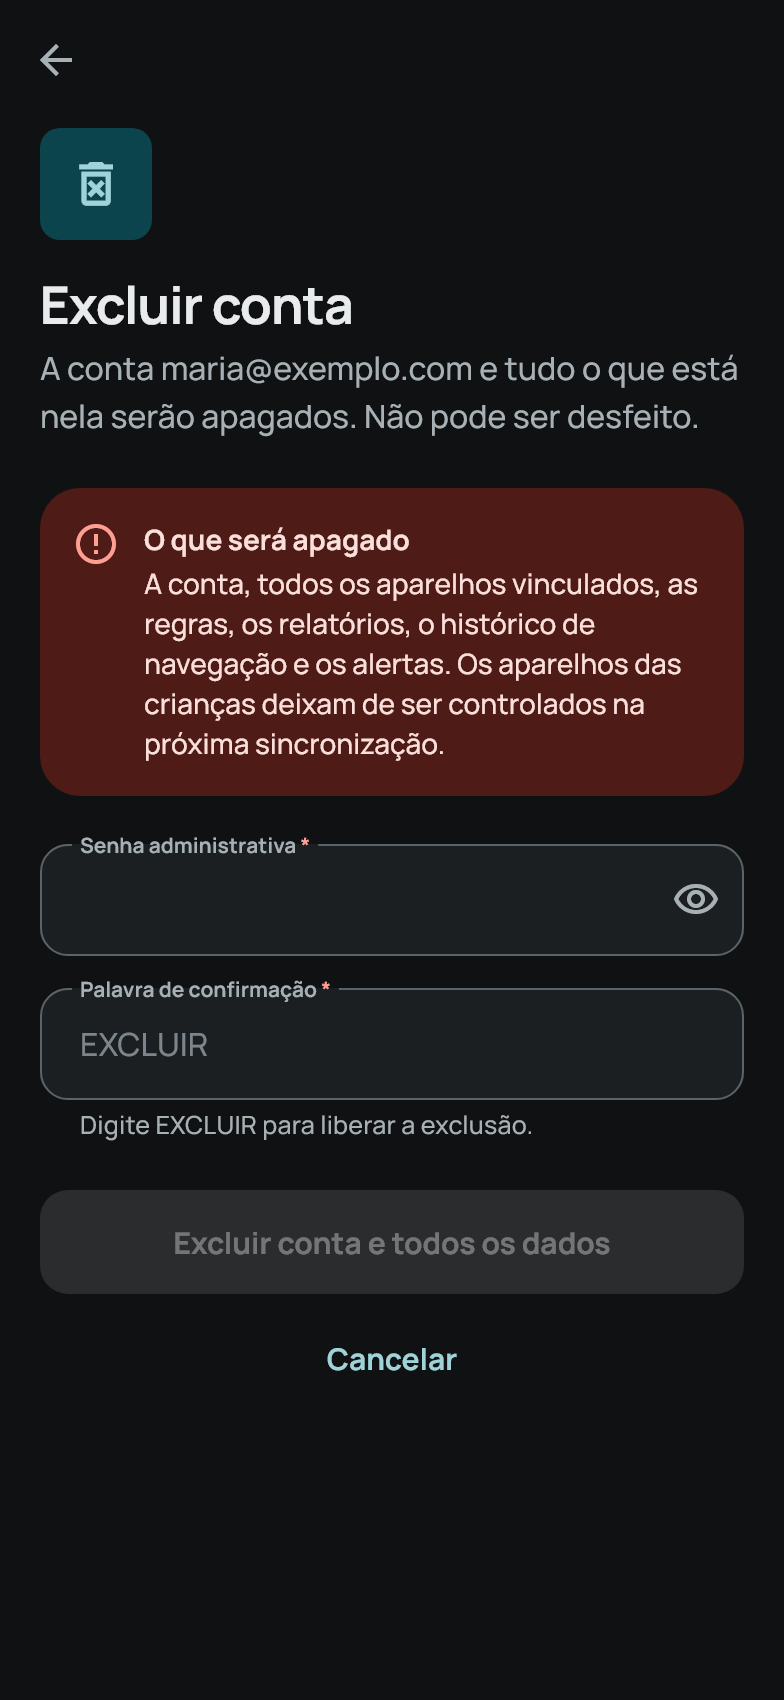 Excluir conta
A conta maria@exemplo.com e tudo o que está
nela serão apagados. Não pode ser desfeito.
O que será apagado
A conta, todos os aparelhos vinculados, as
regras, os relatórios, o histórico de
navegação e os alertas. Os aparelhos das
crianças deixam de ser controlados na
próxima sincronização.
Senha administrativa *
Palavra de confirmação *
EXCLUIR
Digite EXCLUIR para liberar a exclusão.
Excluir conta e todos os dados
Cancelar